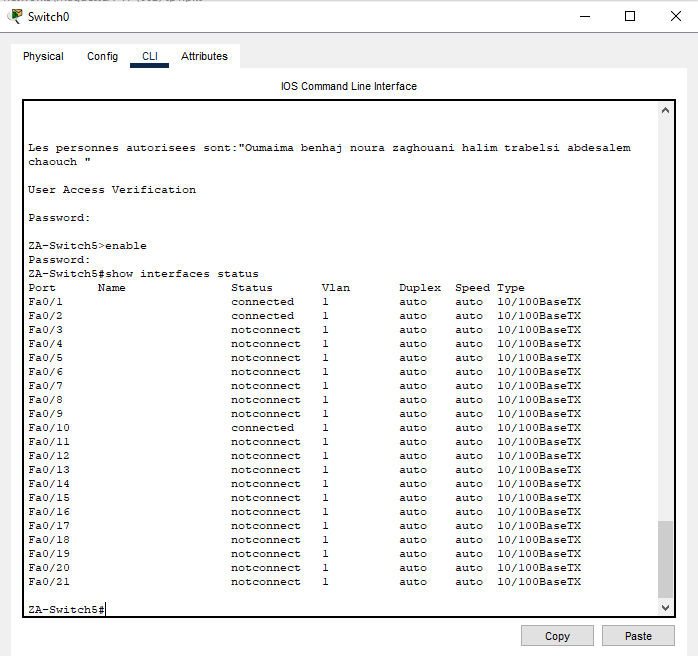 Switch0
Physical Config CLI Attributes
IOS Command Line Interface
Les personnes autorisees sont:"Oumaima benhaj noura zaghouani halim trabelsi abdesalem
chaouch "
User Access Verification
Password:
ZA-Switch5>enable
Password:
ZA-Switch5#show interfaces status
Port Name Status Vlan Duplex Speed Type
Fa0/1 connected 1 auto auto 10/100BaseTX
Fa0/2 connected 1 auto auto 10/100BaseTX
Fa0/3 notconnect 1 auto auto 10/100BaseTX
Fa0/4 notconnect 1 auto auto 10/100BaseTX
Fa0/5 notconnect 1 auto auto 10/100BaseTX
Fa0/6 notconnect 1 auto auto 10/100BaseTX
Fa0/7 notconnect 1 auto auto 10/100BaseTX
Fa0/8 notconnect 1 auto auto 10/100BaseTX
Fa0/9 notconnect 1 auto auto 10/100BaseTX
Fa0/10 connected 1 auto auto 10/100BaseTX
Fa0/11 notconnect 1 auto auto 10/100BaseTX
Fa0/12 notconnect 1 auto auto 10/100BaseTX
Fa0/13 notconnect 1 auto auto 10/100BaseTX
Fa0/14 notconnect 1 auto auto 10/100BaseTX
Fa0/15 notconnect 1 auto auto 10/100BaseTX
Fa0/16 notconnect 1 auto auto 10/100BaseTX
Fa0/17 notconnect 1 auto auto 10/100BaseTX
Fa0/18 notconnect 1 auto auto 10/100BaseTX
Fa0/19 notconnect 1 auto auto 10/100BaseTX
Fa0/20 notconnect 1 auto auto 10/100BaseTX
Fa0/21 notconnect 1 auto auto 10/100BaseTX
ZA-Switch5#
Copy Paste